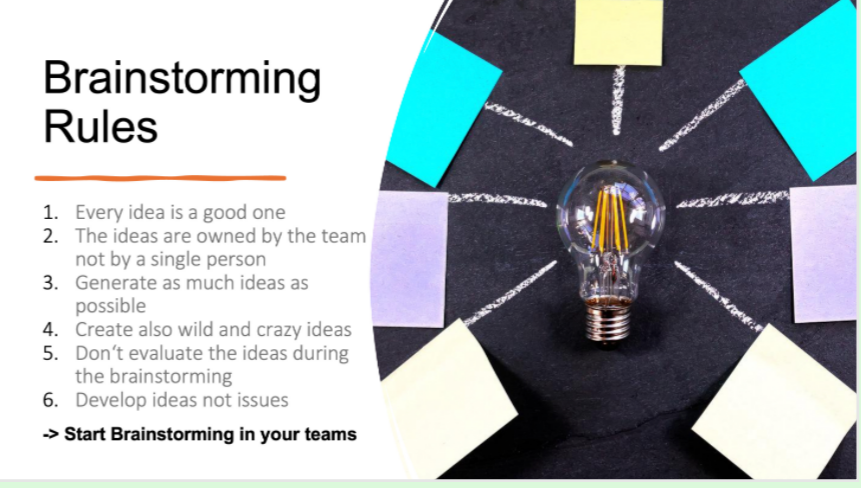 Brainstorming
Rules
1. Every idea is a good one
2. The ideas are owned by the team
not by a single person
3. Generate as much ideas as
possible
4. Create also wild and crazy ideas
5. Don‘t evaluate the ideas during
the brainstorming
6. Develop ideas not issues
-> Start Brainstorming in your teams